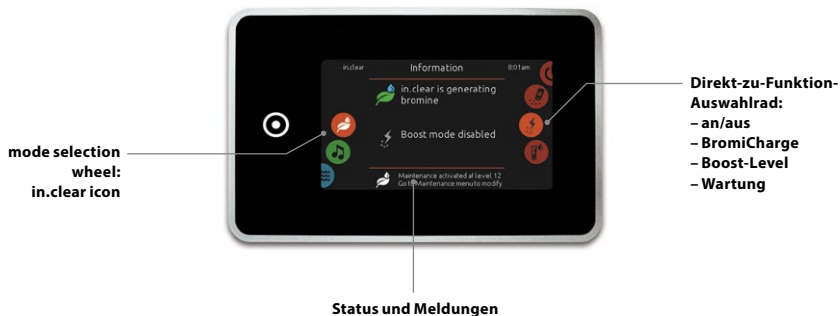 in.clear
Information
8:01am
in.clear is generating
bromine
Boost mode disabled
Maintenance activated at level 12
Go to Maintenance menu to modify
mode selection
wheel:
in.clear icon
Direkt-zu-Funktion-
Auswahlrad:
– an/aus
– BromiCharge
– Boost-Level
– Wartung
Status und Meldungen